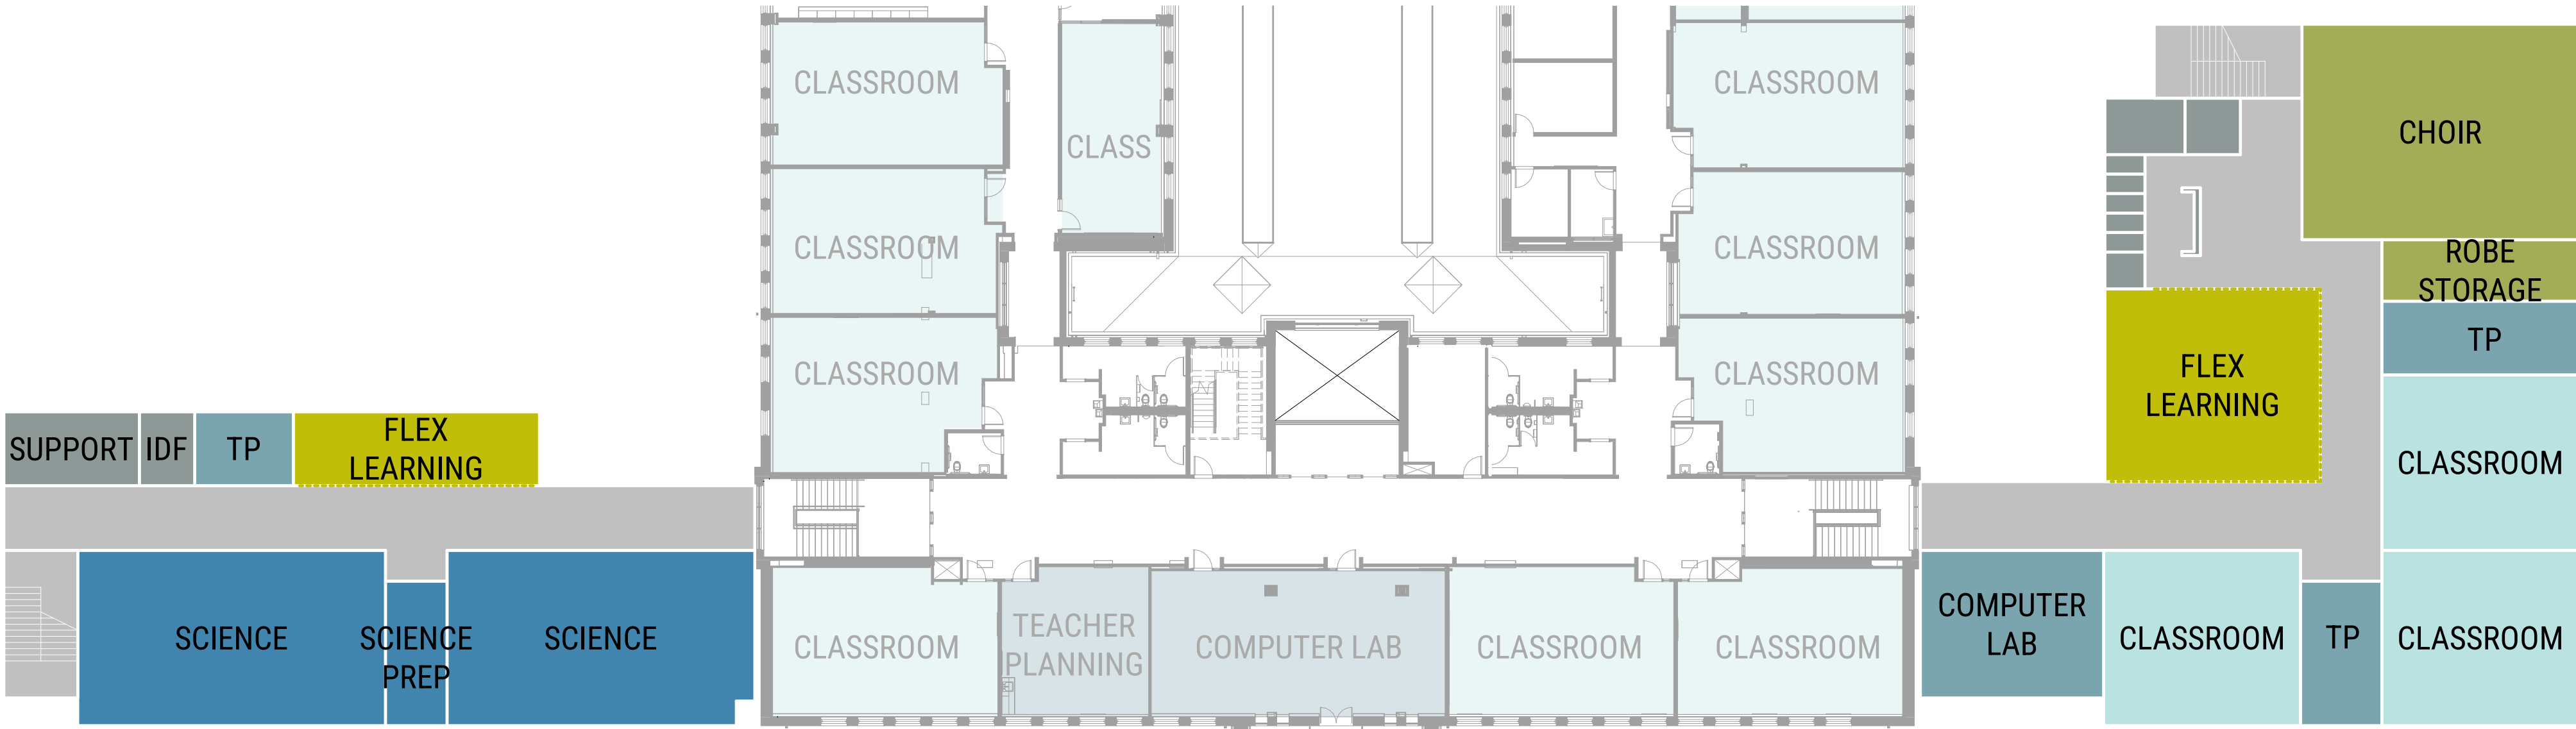 CLASSROOM
CLASS
CLASSROOM
CHOIR
CLASSROOM
CLASSROOM
ROBE
STORAGE
TP
CLASSROOM
CLASSROOM
FLEX
LEARNING
SUPPORT
IDF
TP
FLEX
LEARNING
CLASSROOM
SCIENCE
SCIENCE
PREP
SCIENCE
CLASSROOM
TEACHER
PLANNING
COMPUTER LAB
CLASSROOM
CLASSROOM
COMPUTER
LAB
CLASSROOM
TP
CLASSROOM